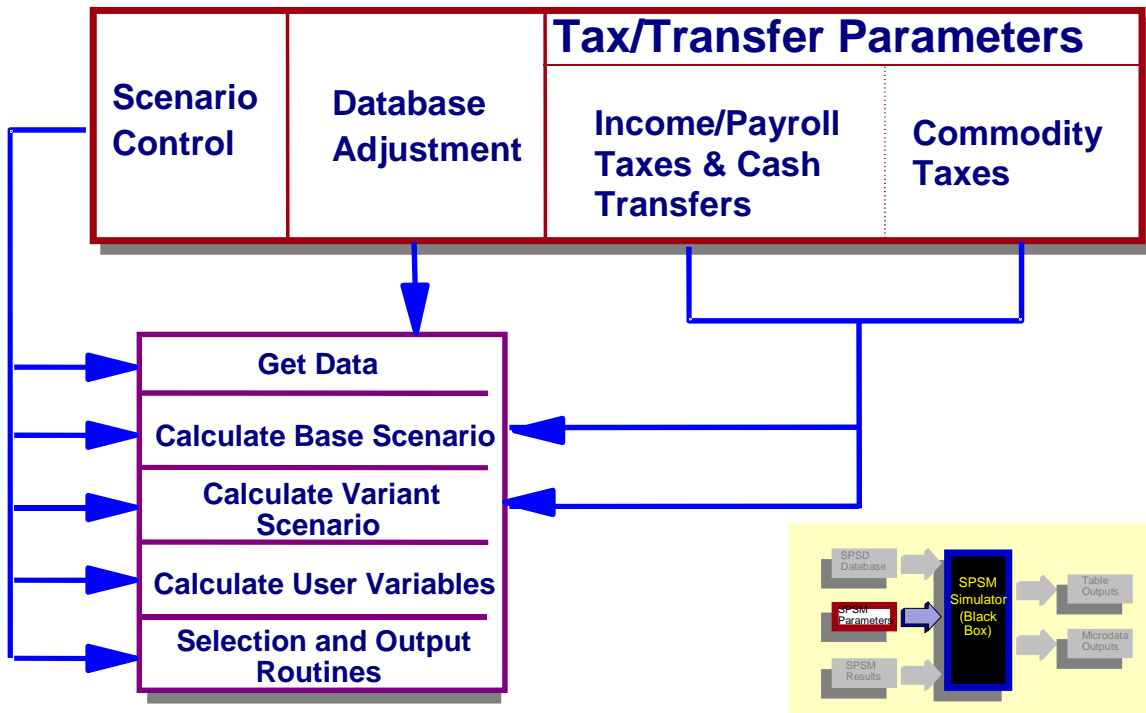 Tax/Transfer Parameters
Scenario
Control
Database
Adjustment
Income/Payroll
Taxes & Cash
Transfers
Commodity
Taxes
Get Data
Calculate Base Scenario
Calculate Variant
Scenario
Calculate User Variables
Selection and Output
Routines
SPSD
Database
SPSM
Parameters
SPSM
Results
SPSM
Simulator
(Black
Box)
Table
Outputs
Microdata
Outputs